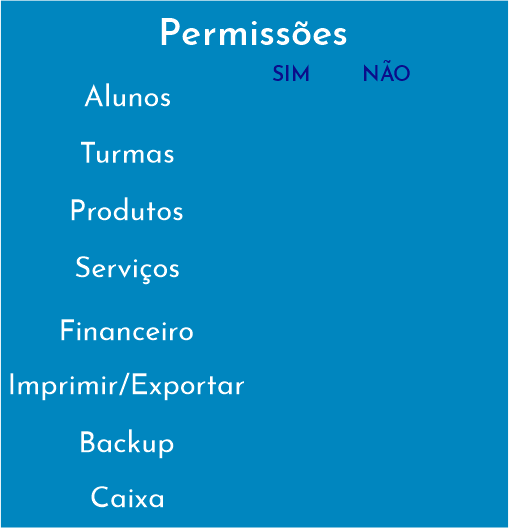 Permissões
SIM NÃO
Alunos
Turmas
Produtos
Serviços
Financeiro
Imprimir/Exportar
Backup
Caixa